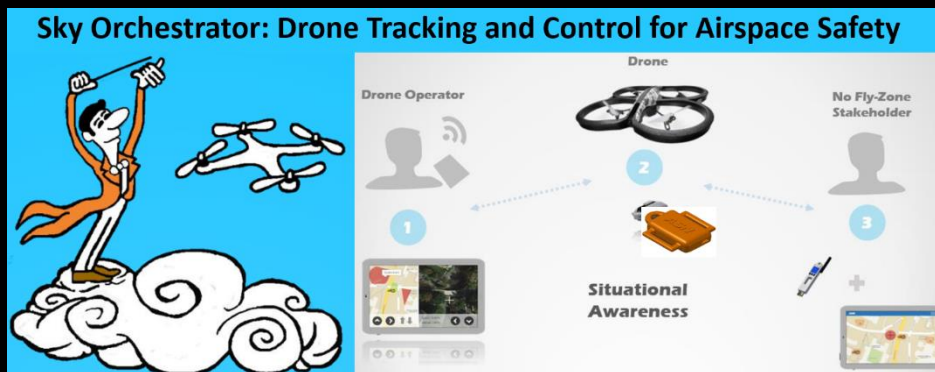 Sky Orchestrator: Drone Tracking and Control for Airspace Safety
Drone
Drone Operator
No Fly-Zone
Stakeholder
2
1
3
Situational
Awareness